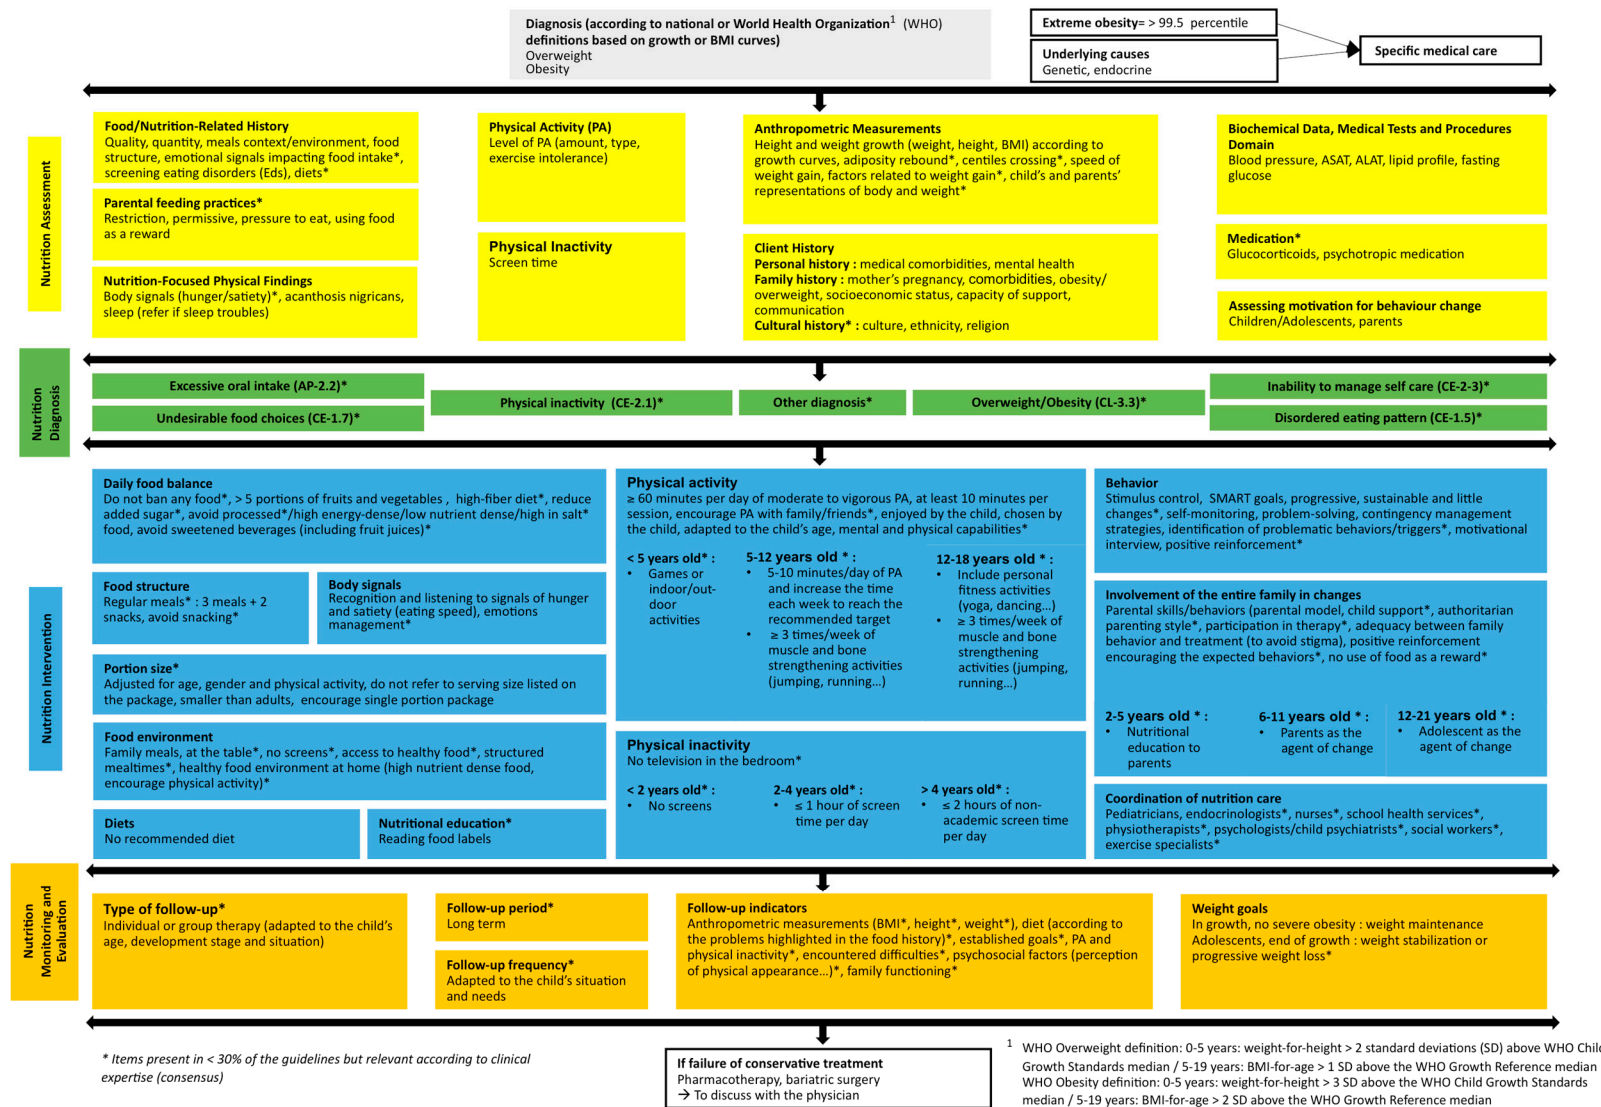 Diagnosis (according to national or World Health Organization1 (WHO)
definitions based on growth or BMI curves)
Overweight
Obesity
Extreme obesity= > 99.5 percentile
Underlying causes
Genetic, endocrine
Specific medical care
Nutrition Assessment
Food/Nutrition-Related History
Quality, quantity, meals context/environment, food
structure, emotional signals impacting food intake*,
screening eating disorders (Eds), diets*
Parental feeding practices*
Restriction, permissive, pressure to eat, using food
as a reward
Nutrition-Focused Physical Findings
Body signals (hunger/satiety)*, acanthosis nigricans,
sleep (refer if sleep troubles)
Physical Activity (PA)
Level of PA (amount, type,
exercise intolerance)
Physical Inactivity
Screen time
Anthropometric Measurements
Height and weight growth (weight, height, BMI) according to
growth curves, adiposity rebound*, centiles crossing*, speed of
weight gain, factors related to weight gain*, child's and parents'
representations of body and weight*
Client History
Personal history : medical comorbidities, mental health
Family history : mother's pregnancy, comorbidities, obesity/
overweight, socioeconomic status, capacity of support,
communication
Cultural history* : culture, ethnicity, religion
Biochemical Data, Medical Tests and Procedures
Domain
Blood pressure, ASAT, ALAT, lipid profile, fasting
glucose
Medication*
Glucocorticoids, psychotropic medication
Assessing motivation for behaviour change
Children/Adolescents, parents
Nutrition
Diagnosis
Excessive oral intake (AP-2.2)*
Undesirable food choices (CE-1.7)*
Physical inactivity (CE-2.1)*
Other diagnosis*
Overweight/Obesity (CL-3.3)*
Inability to manage self care (CE-2-3)*
Disordered eating pattern (CE-1.5)*
Nutrition Intervention
Daily food balance
Do not ban any food*, > 5 portions of fruits and vegetables , high-fiber diet*, reduce
added sugar*, avoid processed*/high energy-dense/low nutrient dense/high in salt*
food, avoid sweetened beverages (including fruit juices)*
Food structure
Regular meals* : 3 meals + 2
snacks, avoid snacking*
Body signals
Recognition and listening to signals of hunger
and satiety (eating speed), emotions
management*
Portion size*
Adjusted for age, gender and physical activity, do not refer to serving size listed on
the package, smaller than adults, encourage single portion package
Food environment
Family meals, at the table*, no screens*, access to healthy food*, structured
mealtimes*, healthy food environment at home (high nutrient dense food,
encourage physical activity)*
Diets
No recommended diet
Nutritional education*
Reading food labels
Physical activity
≥ 60 minutes per day of moderate to vigorous PA, at least 10 minutes per
session, encourage PA with family/friends*, enjoyed by the child, chosen by
the child, adapted to the child's age, mental and physical capabilities*
< 5 years old* :
• Games or
indoor/out-
door
activities
5-12 years old * :
• 5-10 minutes/day of PA
and increase the time
each week to reach the
recommended target
• ≥ 3 times/week of
muscle and bone
strengthening activities
(jumping, running...)
12-18 years old * :
• Include personal
fitness activities
(yoga, dancing...)
• ≥ 3 times/week of
muscle and bone
strengthening
activities (jumping,
running...)
Physical inactivity
No television in the bedroom*
< 2 years old* :
• No screens
2-4 years old* :
• ≤ 1 hour of screen
time per day
> 4 years old* :
• ≤ 2 hours of non-
academic screen time
per day
Behavior
Stimulus control, SMART goals, progressive, sustainable and little
changes*, self-monitoring, problem-solving, contingency management
strategies, identification of problematic behaviors/triggers*, motivational
interview, positive reinforcement*
Involvement of the entire family in changes
Parental skills/behaviors (parental model, child support*, authoritarian
parenting style*, participation in therapy*, adequacy between family
behavior and treatment (to avoid stigma), positive reinforcement
encouraging the expected behaviors*, no use of food as a reward*
2-5 years old * :
• Nutritional
education to
parents
6-11 years old * :
• Parents as the
agent of change
12-21 years old * :
• Adolescent as the
agent of change
Coordination of nutrition care
Pediatricians, endocrinologists*, nurses*, school health services*,
physiotherapists*, psychologists/child psychiatrists*, social workers*,
exercise specialists*
Nutrition
Monitoring and
Evaluation
Type of follow-up*
Individual or group therapy (adapted to the child's
age, development stage and situation)
Follow-up period*
Long term
Follow-up frequency*
Adapted to the child's situation
and needs
Follow-up indicators
Anthropometric measurements (BMI*, height*, weight*), diet (according to
the problems highlighted in the food history)*, established goals*, PA and
physical inactivity*, encountered difficulties*, psychosocial factors (perception
of physical appearance...)*, family functioning*
Weight goals
In growth, no severe obesity : weight maintenance
Adolescents, end of growth : weight stabilization or
progressive weight loss*
* Items present in < 30% of the guidelines but relevant according to clinical
expertise (consensus)
If failure of conservative treatment
Pharmacotherapy, bariatric surgery
→ To discuss with the physician
1 WHO Overweight definition: 0-5 years: weight-for-height > 2 standard deviations (SD) above WHO Chil
Growth Standards median / 5-19 years: BMI-for-age > 1 SD above the WHO Growth Reference median
WHO Obesity definition: 0-5 years: weight-for-height > 3 SD above the WHO Child Growth Standards
median / 5-19 years: BMI-for-age > 2 SD above the WHO Growth Reference median